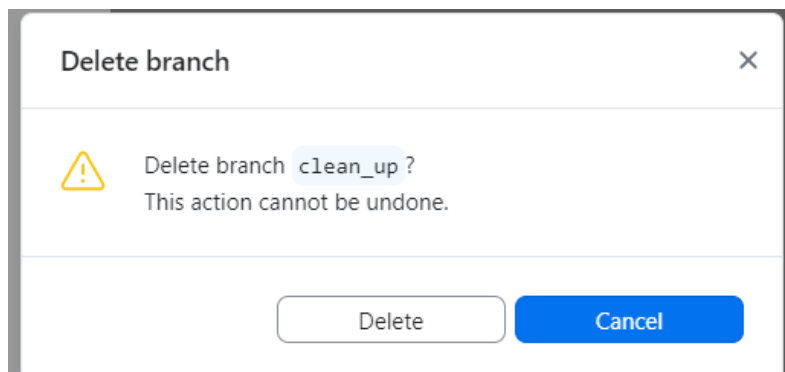 Delete branch
Delete branch clean_up?
This action cannot be undone.
Delete Cancel